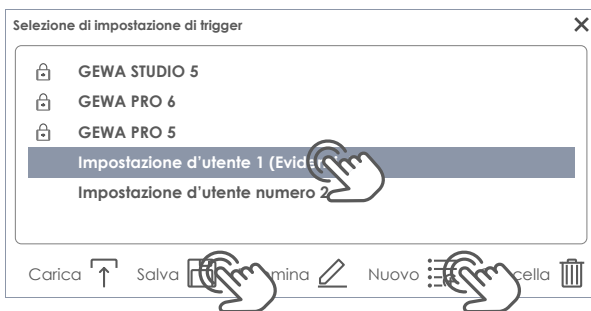 Selezione di impostazione di trigger
GEWA STUDIO 5
GEWA PRO 6
GEWA PRO 5
Impostazione d'utente 1
Impostazione d'utente numero 2
Carica Salva Nuovo